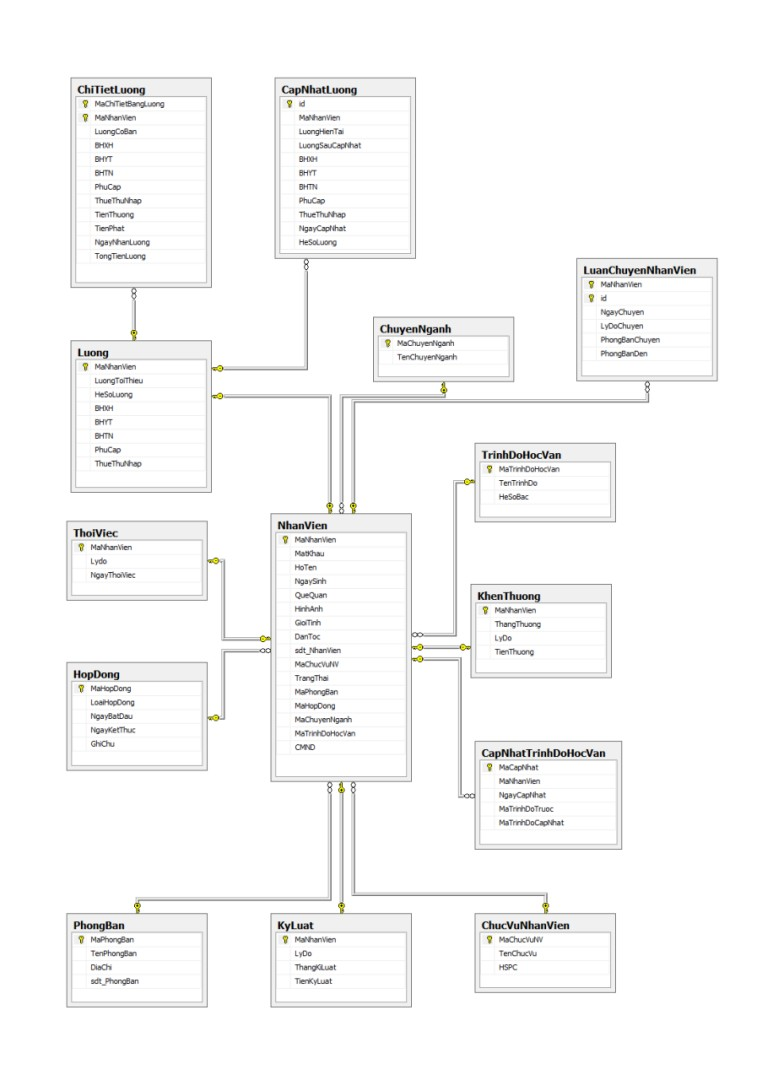 ChiTietLuong
MaChiTietBangLuong
MaNhanVien
LuongCoBan
BHXH
BHYT
BHTN
PhuCap
ThueThuNhap
TienThuong
TienPhat
NgayNhanLuong
TongTienLuong
CapNhatLuong
id
MaNhanVien
LuongHienTai
LuongSauCapNhat
BHXH
BHYT
BHTN
PhuCap
ThueThuNhap
NgayCapNhat
HeSoLuong
LuanChuyenNhanVien
MaNhanVien
id
NgayChuyen
LyDoChuyen
PhongBanChuyen
PhongBanDen
ChuyenNganh
MaChuyenNganh
TenChuyenNganh
Luong
MaNhanVien
LuongToiThieu
HeSoLuong
BHXH
BHYT
BHTN
PhuCap
ThueThuNhap
TrinhDoHocVan
MaTrinhDoHocVan
TenTrinhDo
HeSoBac
ThoiViec
MaNhanVien
Lydo
NgayThoiViec
NhanVien
MaNhanVien
MatKhau
HoTen
NgaySinh
QueQuan
HinhAnh
GioiTinh
DanToc
sdt_NhanVien
MaChucVuNV
TrangThai
MaPhongBan
MaHopDong
MaChuyenNganh
MaTrinhDoHocVan
CMND
KhenThuong
MaNhanVien
ThangThuong
LyDo
TienThuong
HopDong
MaHopDong
LoaiHopDong
NgayBatDau
NgayKetThuc
GhiChu
CapNhatTrinhDoHocVan
MaCapNhat
MaNhanVien
NgayCapNhat
MaTrinhDoTruoc
MaTrinhDoCapNhat
PhongBan
MaPhongBan
TenPhongBan
DiaChi
sdt_PhongBan
KyLuat
MaNhanVien
LyDo
ThangKiLuat
TienKyLuat
ChucVuNhanVien
MaChucVuNV
TenChucVu
HSPC